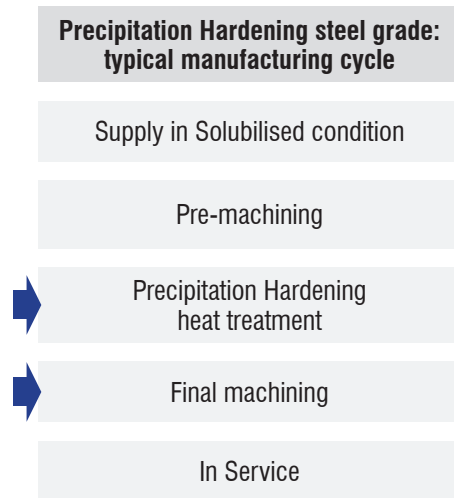 Precipitation Hardening steel grade:
typical manufacturing cycle
Supply in Solubilised condition
Pre-machining
Precipitation Hardening
heat treatment
Final machining
In Service